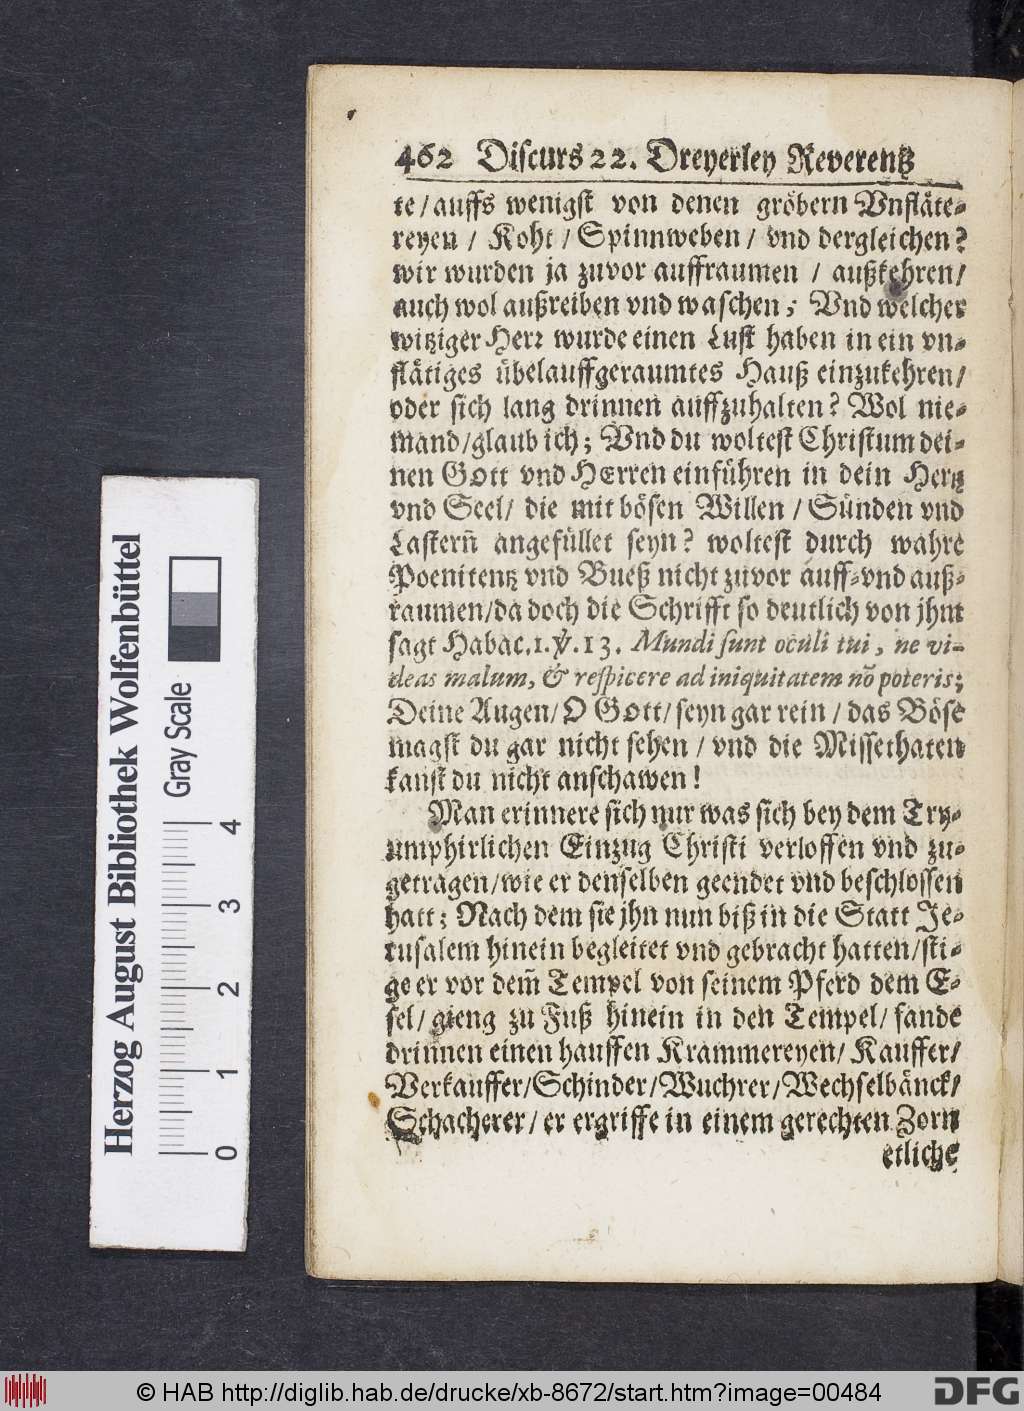 462 Discurs 22. Dreyerley Reverentz
te/auffs wenigst von denen gröbern Vnfläte-
reyen / Koht / Spinnweben / vnd dergleichen?
wir wurden ja zuvor auffraumen / außkehren/
auch wol außreiben vnd waschen; Vnd welcher
witziger Herr wurde einen Lust haben in ein vn-
flätiges übelauffgeraumtes Hauß einzukehren/
oder sich lang drinnen auffzuhalten? Wol nie-
mand/glaub ich; Vnd du woltest Christum dei-
nen Gott vnd HErren einführen in dein Hertz
vnd Seel/ die mit bösen Willen / Sünden vnd
Lastern̄ angefüllet seyn? woltest durch wahre
Poenitentz vnd Bueß nicht zuvor auff-vnd auß-
raumen/da doch die Schrifft so deutlich von jhm
sagt Habac.1.℣.13. Mundi sunt oculi tui, ne vi-
deas malum, & respicere ad iniquitatem nō poteris;
Deine Augen/O Gott/seyn gar rein / das Böse
magst du gar nicht sehen / vnd die Missethaten
kanst du nicht anschawen!
Man erinnere sich nur was sich bey dem Try-
umphirlichen Einzug Christi verloffen vnd zu-
getragen/wie er denselben geendet vnd beschlossen
hatt; Nach dem sie jhn nun biß in die Statt Je-
rusalem hinein begleitet vnd gebracht hatten/sti-
ge er vor dem̄ Tempel von seinem Pferd dem E-
sel/ gieng zu Fuß hinein in den Tempel/ fande
drinnen einen hauffen Krammereyen/ Kauffer/
Verkauffer/Schinder/Wuchrer/Wechselbänck/
Schacherer/ er ergriffe in einem gerechten Zorn
etliche
Herzog August Bibliothek Wolfenbüttel
Gray Scale
0 1 2 3 4
© HAB http://diglib.hab.de/drucke/xb-8672/start.htm?image=00484
DFG